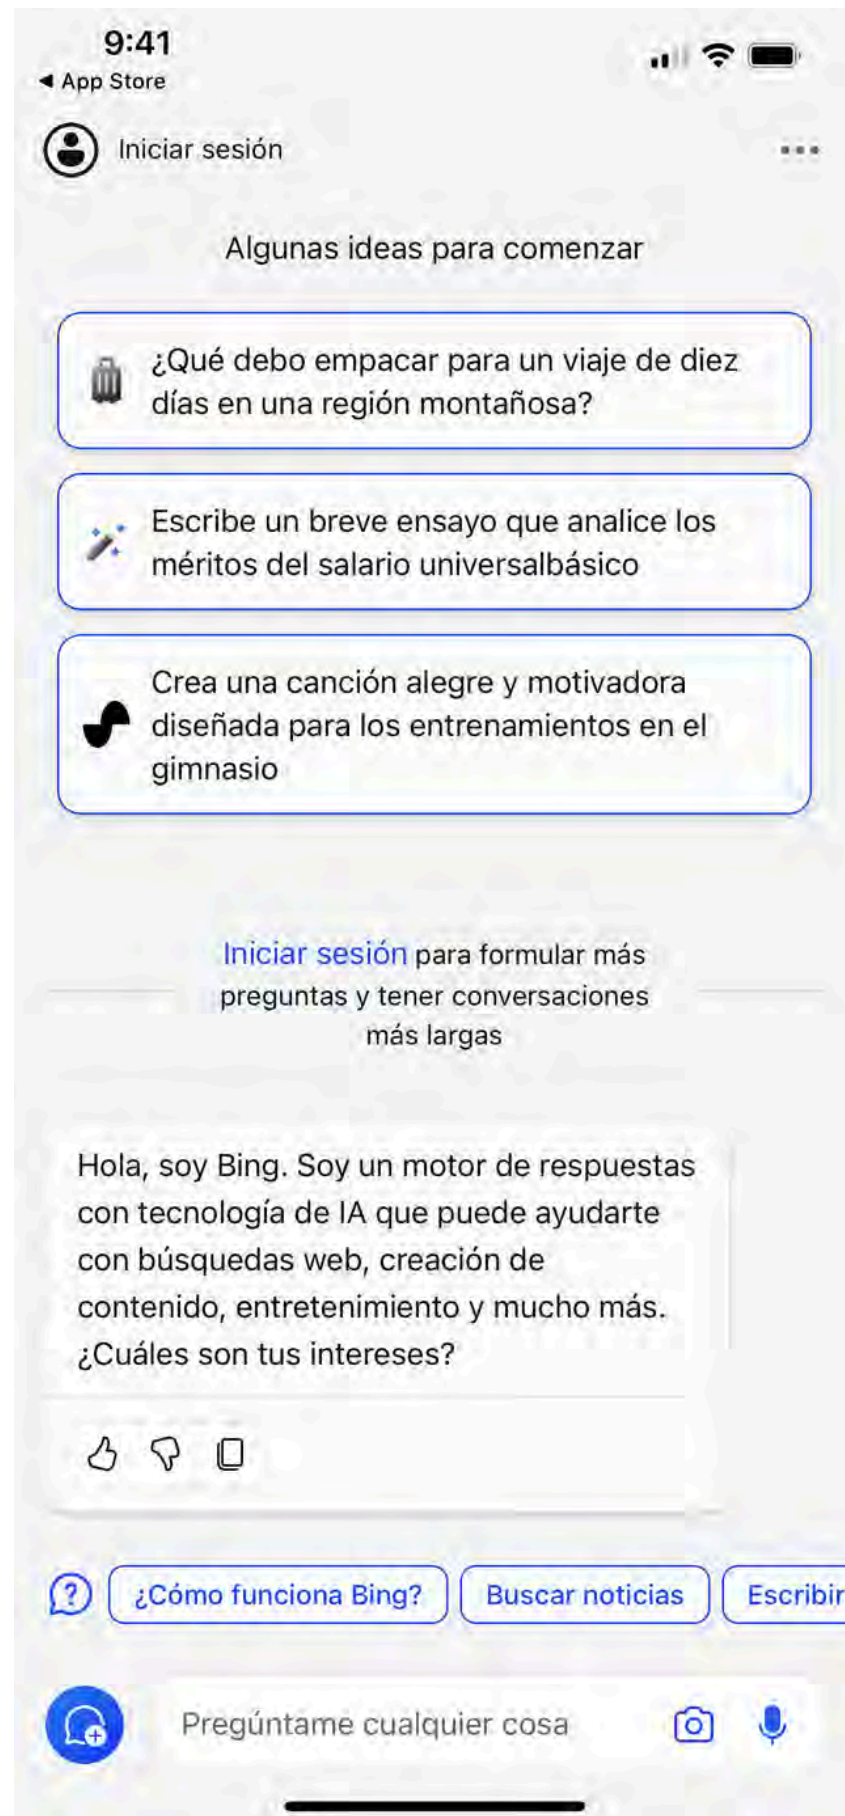 9:41
◀ App Store
Iniciar sesión
Algunas ideas para comenzar
¿Qué debo empacar para un viaje de diez
días en una región montañosa?
Escribe un breve ensayo que analice los
méritos del salario universalbásico
Crea una canción alegre y motivadora
diseñada para los entrenamientos en el
gimnasio
Iniciar sesión para formular más
preguntas y tener conversaciones
más largas
Hola, soy Bing. Soy un motor de respuestas
con tecnología de IA que puede ayudarte
con búsquedas web, creación de
contenido, entretenimiento y mucho más.
¿Cuáles son tus intereses?
¿Cómo funciona Bing?
Buscar noticias
Escribir
Pregúntame cualquier cosa